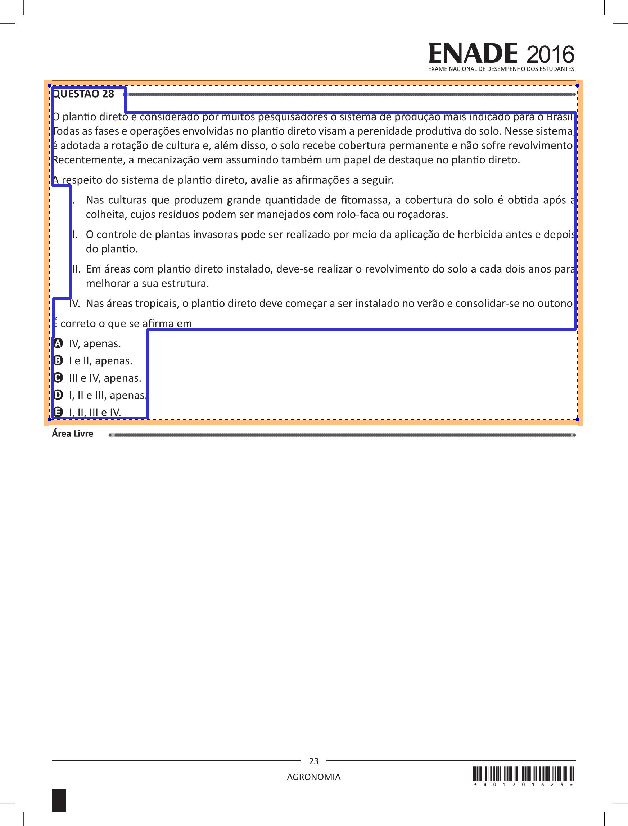 ENADE 2016
EXAME NACIONAL DE DESEMPENHO DOS ESTUDANTES
QUESTÃO 28
O plantio direto é considerado por muitos pesquisadores o sistema de produção mais indicado para o Brasil.
Todas as fases e operações envolvidas no plantio direto visam a perenidade produtiva do solo. Nesse sistema,
é adotada a rotação de cultura e, além disso, o solo recebe cobertura permanente e não sofre revolvimento.
Recentemente, a mecanização vem assumindo também um papel de destaque no plantio direto.
A respeito do sistema de plantio direto, avalie as afirmações a seguir.
I. Nas culturas que produzem grande quantidade de fitomassa, a cobertura do solo é obtida após a
colheita, cujos resíduos podem ser manejados com rolo-faca ou roçadoras.
II. O controle de plantas invasoras pode ser realizado por meio da aplicação de herbicida antes e depois
do plantio.
III. Em áreas com plantio direto instalado, deve-se realizar o revolvimento do solo a cada dois anos para
melhorar a sua estrutura.
IV. Nas áreas tropicais, o plantio direto deve começar a ser instalado no verão e consolidar-se no outono.
É correto o que se afirma em
A IV, apenas.
B I e II, apenas.
C III e IV, apenas.
D I, II e III, apenas.
E I, II, III e IV.
Área Livre
23
AGRONOMIA